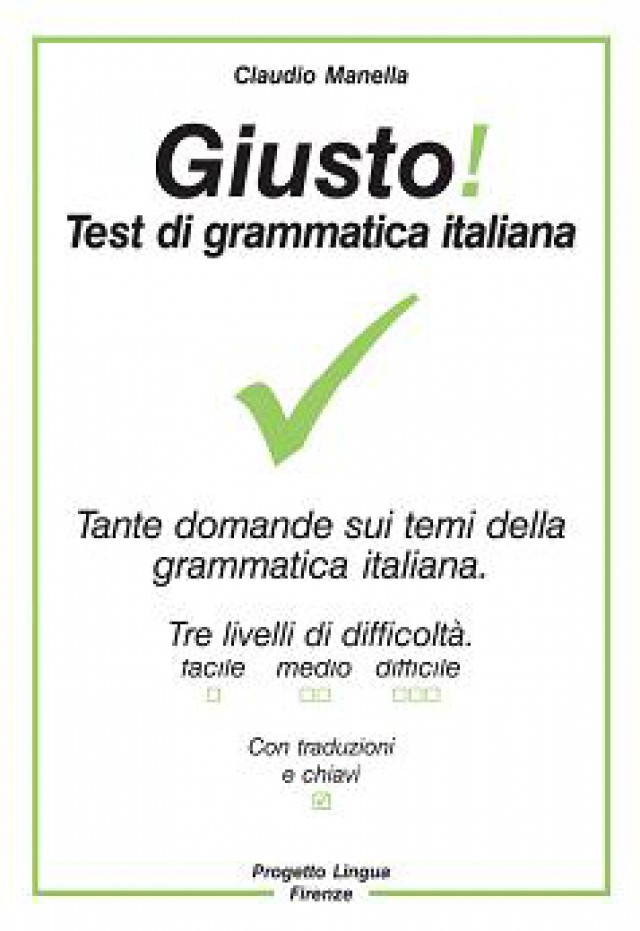 Claudio Manella
Giusto!
Test di grammatica italiana
Tante domande sui temi della
grammatica italiana.
Tre livelli di difficoltà.
facile medio difficile
Con traduzioni
e chiavi
Progetto Lingua
Firenze